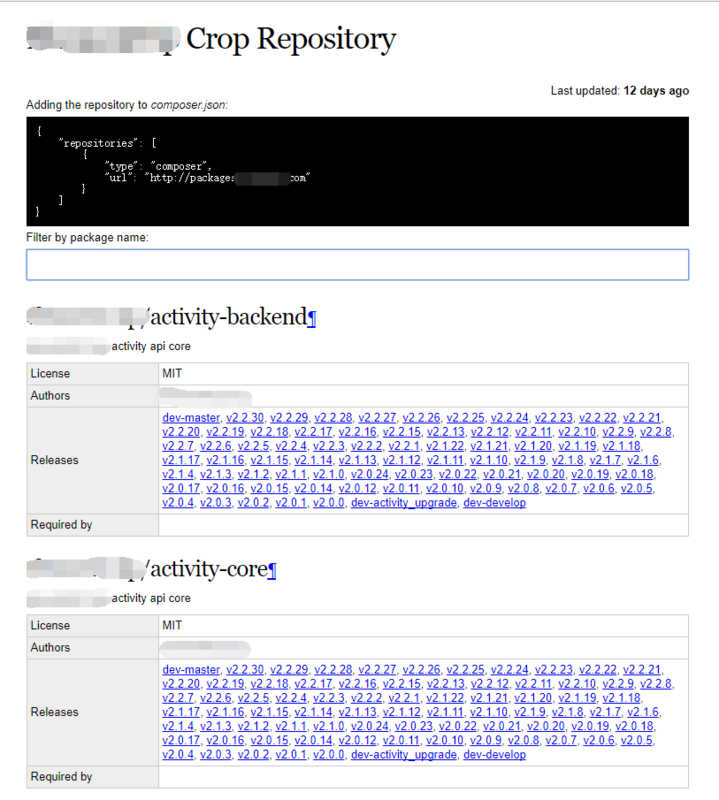 Crop Repository
Last updated: 12 days ago
Adding the repository to composer.json:
{
"repositories": [
{
"type": "composer",
"url": "http://packages com"
}
]
}
Filter by package name:
/activity-backend¶
activity api core
License MIT
Authors
dev-master, v2.2.30, v2.2.29, v2.2.28, v2.2.27, v2.2.26, v2.2.25, v2.2.24, v2.2.23, v2.2.22, v2.2.21,
v2.2.20, v2.2.19, v2.2.18, v2.2.17, v2.2.16, v2.2.15, v2.2.13, v2.2.12, v2.2.11, v2.2.10, v2.2.9, v2.2.8,
v2.2.7, v2.2.6, v2.2.5, v2.2.4, v2.2.3, v2.2.2, v2.2.1, v2.1.22, v2.1.21, v2.1.20, v2.1.19, v2.1.18,
Releases v2.1.17, v2.1.16, v2.1.15, v2.1.14, v2.1.13, v2.1.12, v2.1.11, v2.1.10, v2.1.9, v2.1.8, v2.1.7, v2.1.6,
v2.1.4, v2.1.3, v2.1.2, v2.1.1, v2.1.0, v2.0.24, v2.0.23, v2.0.22, v2.0.21, v2.0.20, v2.0.19, v2.0.18,
v2.0.17, v2.0.16, v2.0.15, v2.0.14, v2.0.12, v2.0.11, v2.0.10, v2.0.9, v2.0.8, v2.0.7, v2.0.6, v2.0.5,
v2.0.4, v2.0.3, v2.0.2, v2.0.1, v2.0.0, dev-activity_upgrade, dev-develop
Required by
/activity-core¶
activity api core
License MIT
Authors
dev-master, v2.2.30, v2.2.29, v2.2.28, v2.2.27, v2.2.26, v2.2.25, v2.2.24, v2.2.23, v2.2.22, v2.2.21,
v2.2.20, v2.2.19, v2.2.18, v2.2.17, v2.2.16, v2.2.15, v2.2.13, v2.2.12, v2.2.11, v2.2.10, v2.2.9, v2.2.8,
v2.2.7, v2.2.6, v2.2.5, v2.2.4, v2.2.3, v2.2.2, v2.2.1, v2.1.22, v2.1.21, v2.1.20, v2.1.19, v2.1.18,
Releases v2.1.17, v2.1.16, v2.1.15, v2.1.14, v2.1.13, v2.1.12, v2.1.11, v2.1.10, v2.1.9, v2.1.8, v2.1.7, v2.1.6,
v2.1.4, v2.1.3, v2.1.2, v2.1.1, v2.1.0, v2.0.24, v2.0.23, v2.0.22, v2.0.21, v2.0.20, v2.0.19, v2.0.18,
v2.0.17, v2.0.16, v2.0.15, v2.0.14, v2.0.12, v2.0.11, v2.0.10, v2.0.9, v2.0.8, v2.0.7, v2.0.6, v2.0.5,
v2.0.4, v2.0.3, v2.0.2, v2.0.1, v2.0.0, dev-activity_upgrade, dev-develop
Required by